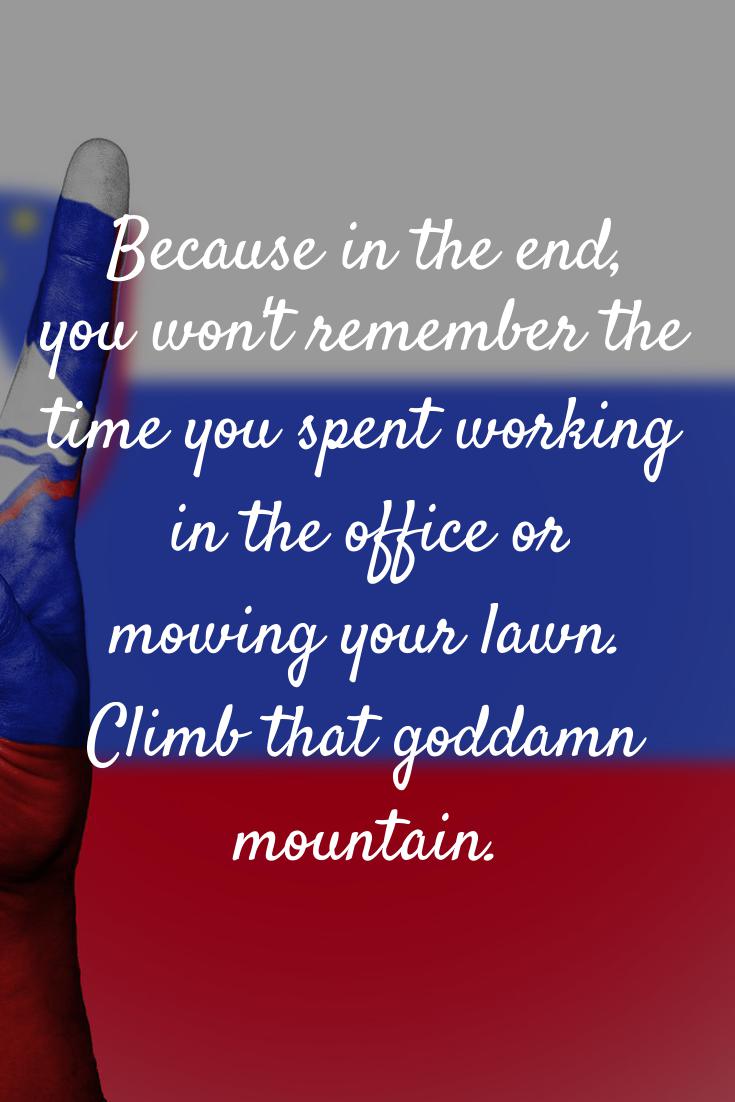 Because in the end,
you won't remember the
time you spent working
in the office or
mowing your lawn.
Climb that goddamn
mountain.